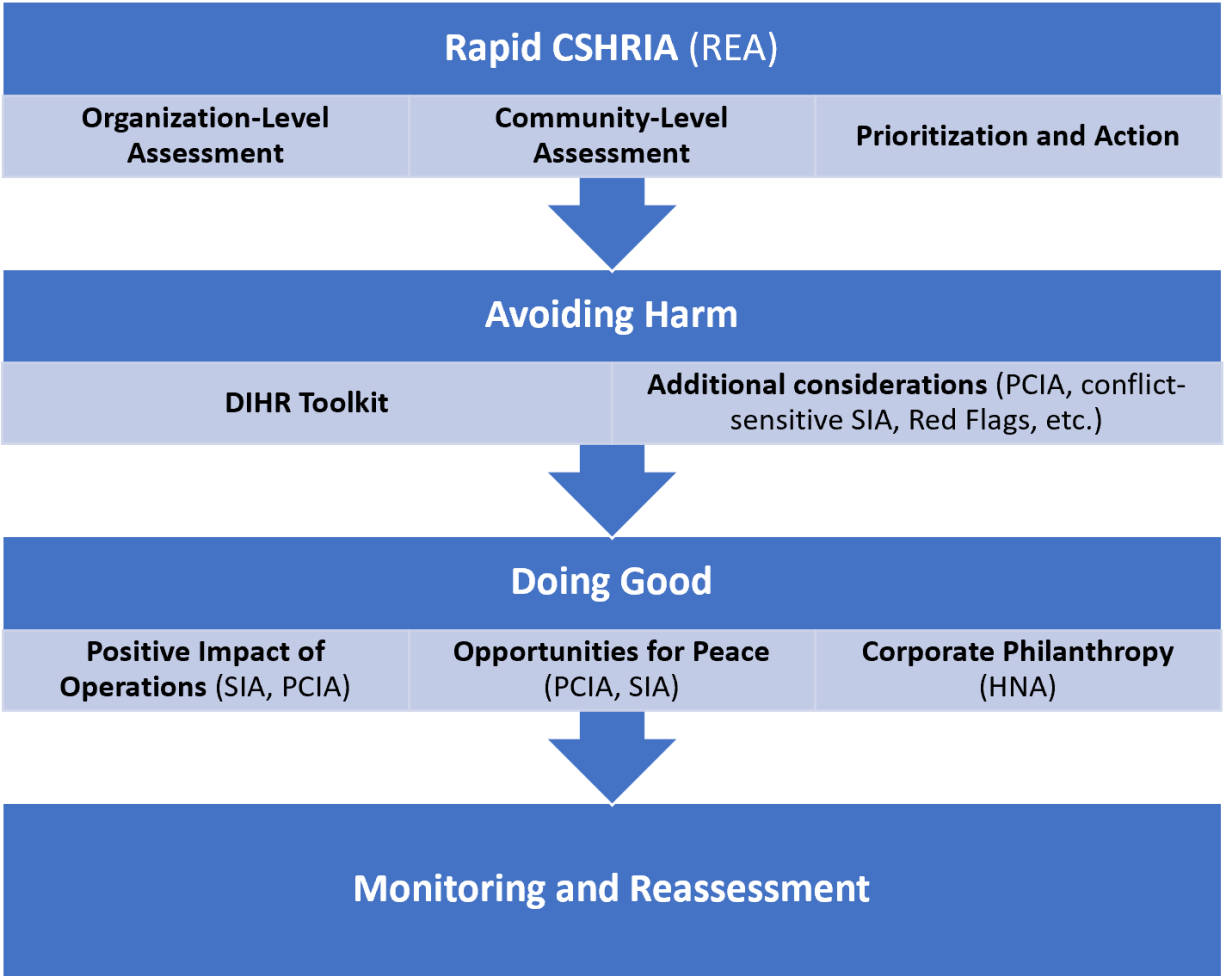 Rapid CSHRIA (REA)
Organization-Level
Assessment
Community-Level
Assessment
Prioritization and Action
Avoiding Harm
DIHR Toolkit
Additional considerations (PCIA, conflict-
sensitive SIA, Red Flags, etc.)
Doing Good
Positive Impact of
Operations (SIA, PCIA)
Opportunities for Peace
(PCIA, SIA)
Corporate Philanthropy
(HNA)
Monitoring and Reassessment